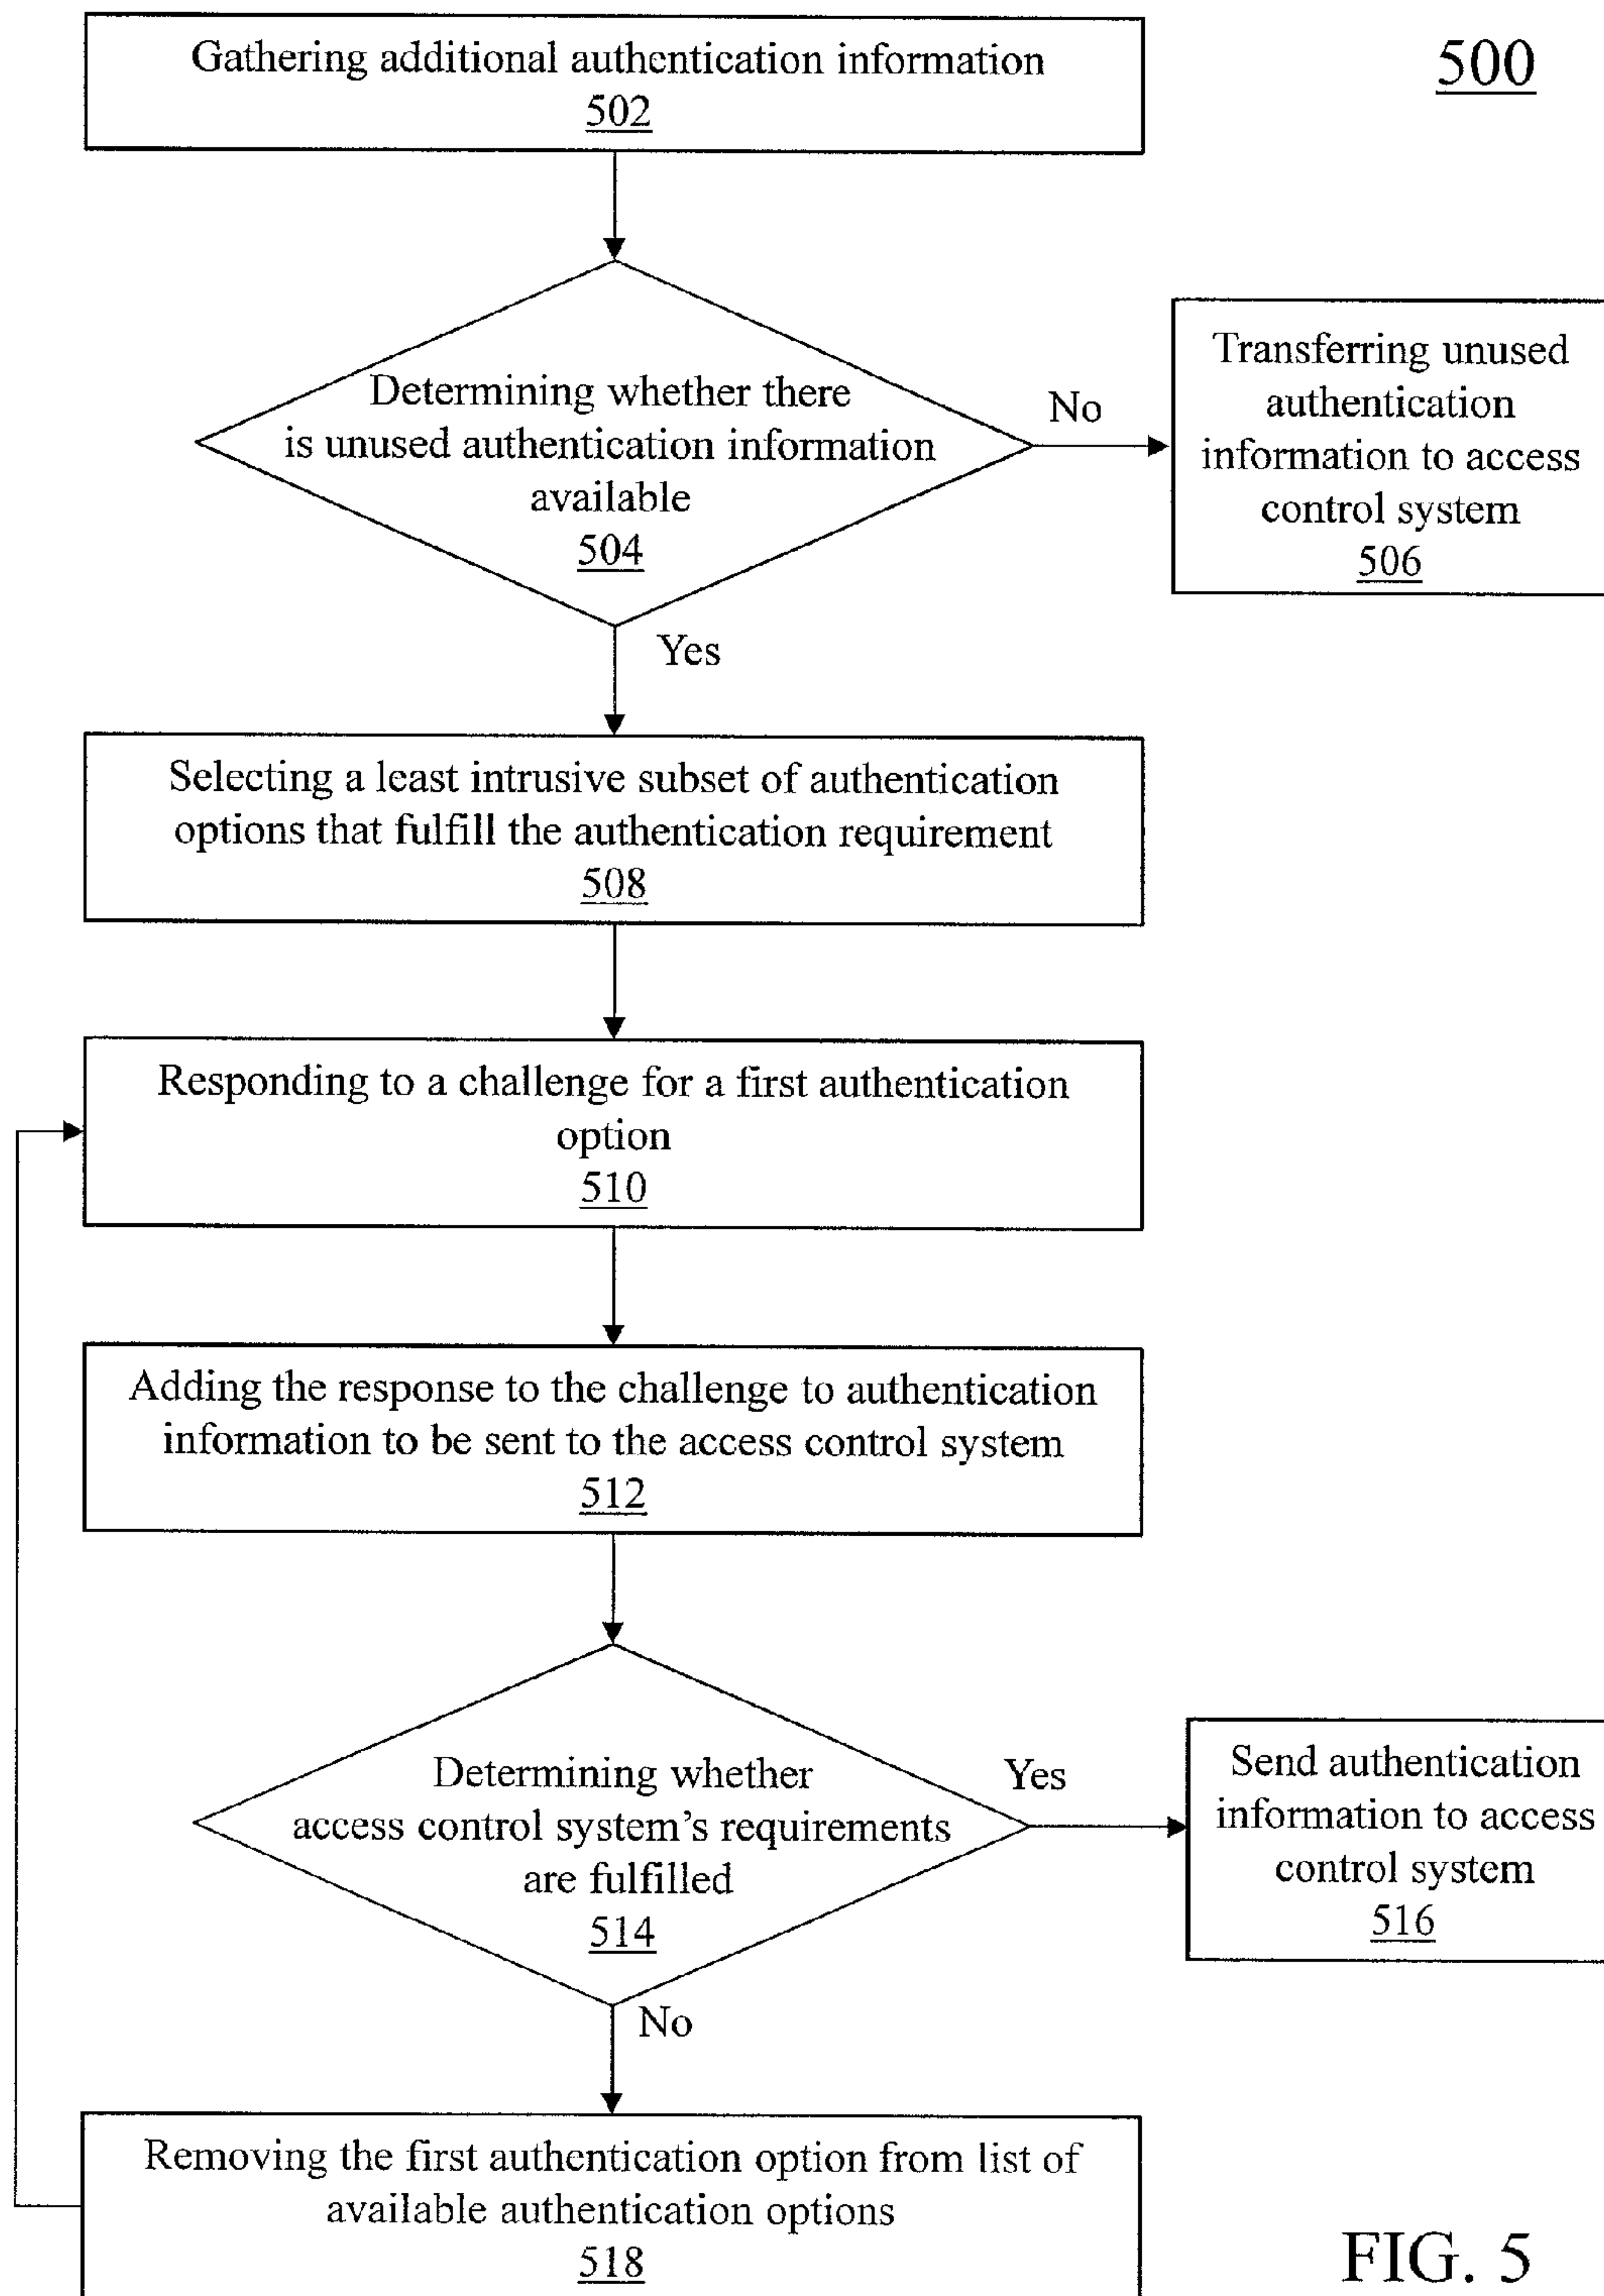 Gathering additional authentication information
502
500
Determining whether there
is unused authentication information
available
504
No
Transferring unused
authentication
information to access
control system
506
Yes
Selecting a least intrusive subset of authentication
options that fulfill the authentication requirement
508
Responding to a challenge for a first authentication
option
510
Adding the response to the challenge to authentication
information to be sent to the access control system
512
Determining whether
access control system's requirements
are fulfilled
514
Yes
Send authentication
information to access
control system
516
No
Removing the first authentication option from list of
available authentication options
518
FIG. 5